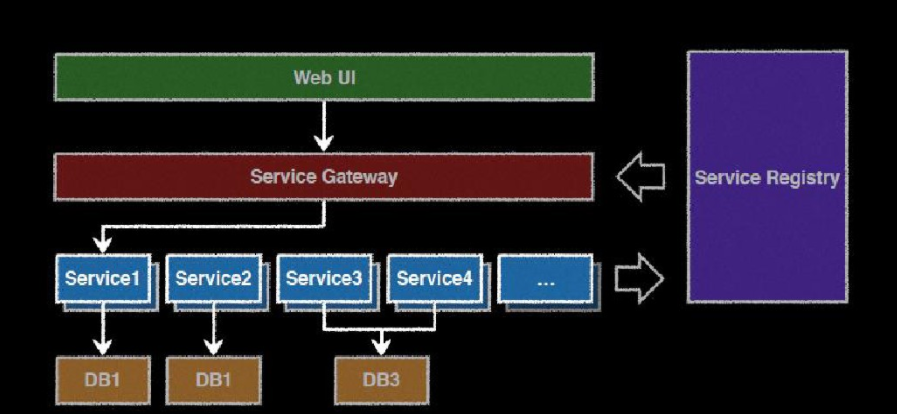 Web UI
Service Gateway
Service Registry
Service1
Service2
Service3
Service4
...
DB1
DB1
DB3